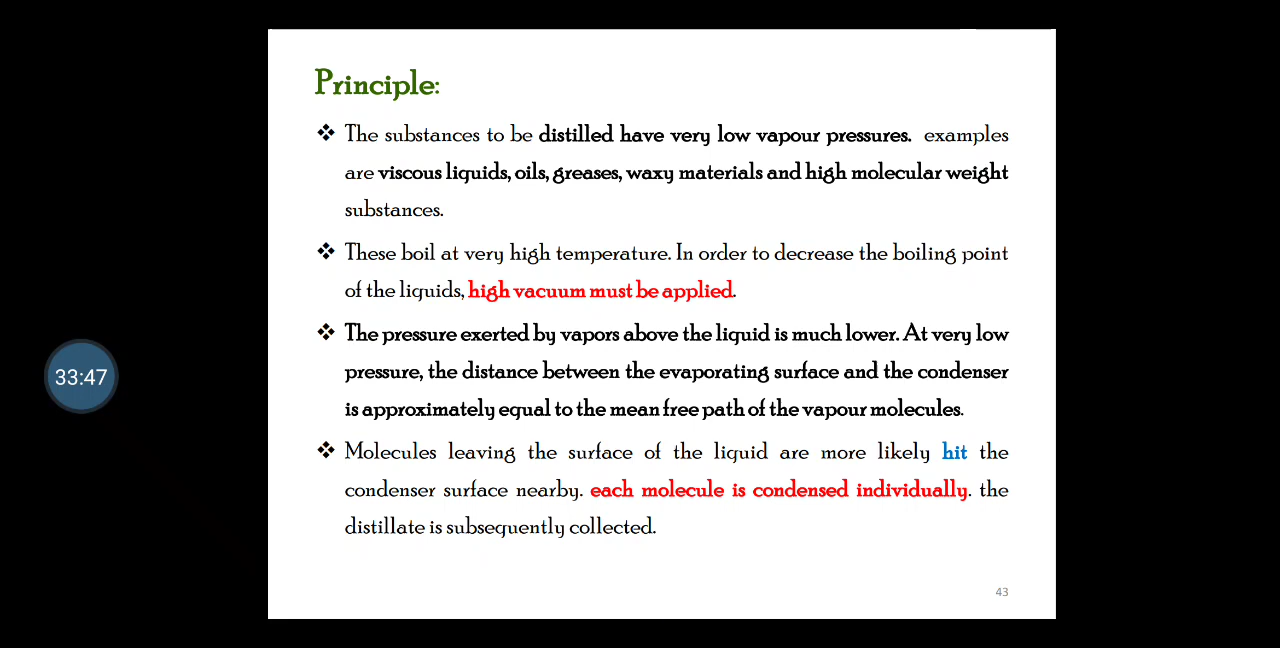 Principle:
❖ The substances to be distilled have very low vapour pressures. examples
are viscous liquids, oils, greases, waxy materials and high molecular weight
substances.
❖ These boil at very high temperature. In order to decrease the boiling point
of the liquids, high vacuum must be applied.
❖ The pressure exerted by vapors above the liquid is much lower. At very low
pressure, the distance between the evaporating surface and the condenser
is approximately equal to the mean free path of the vapour molecules.
❖ Molecules leaving the surface of the liquid are more likely hit the
condenser surface nearby. each molecule is condensed individually. the
distillate is subsequently collected.
33:47
43